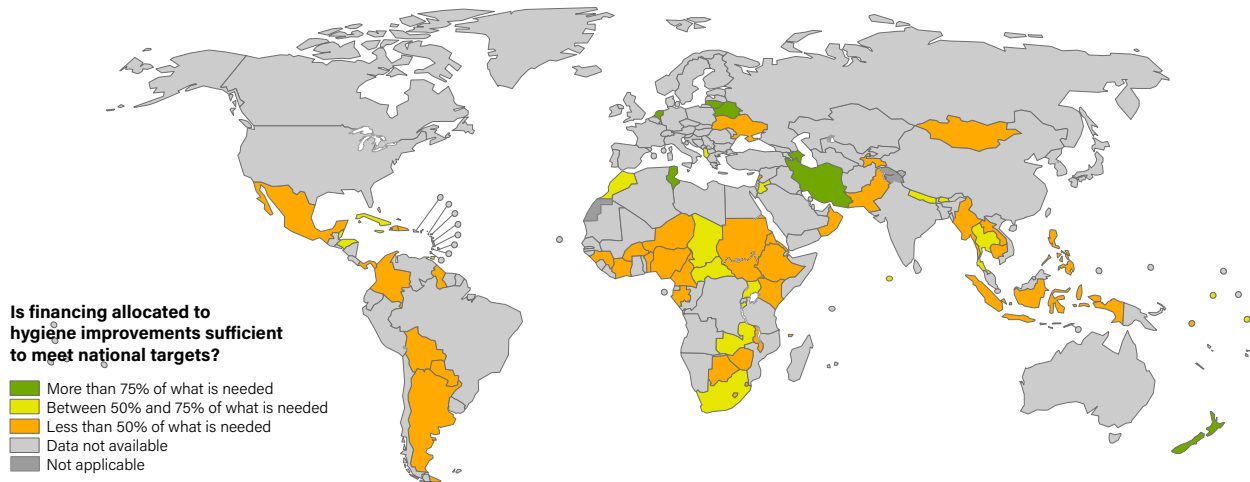 Is financing allocated to
hygiene improvements sufficient
to meet national targets?
More than 75% of what is needed
Between 50% and 75% of what is needed
Less than 50% of what is needed
Data not available
Not applicable